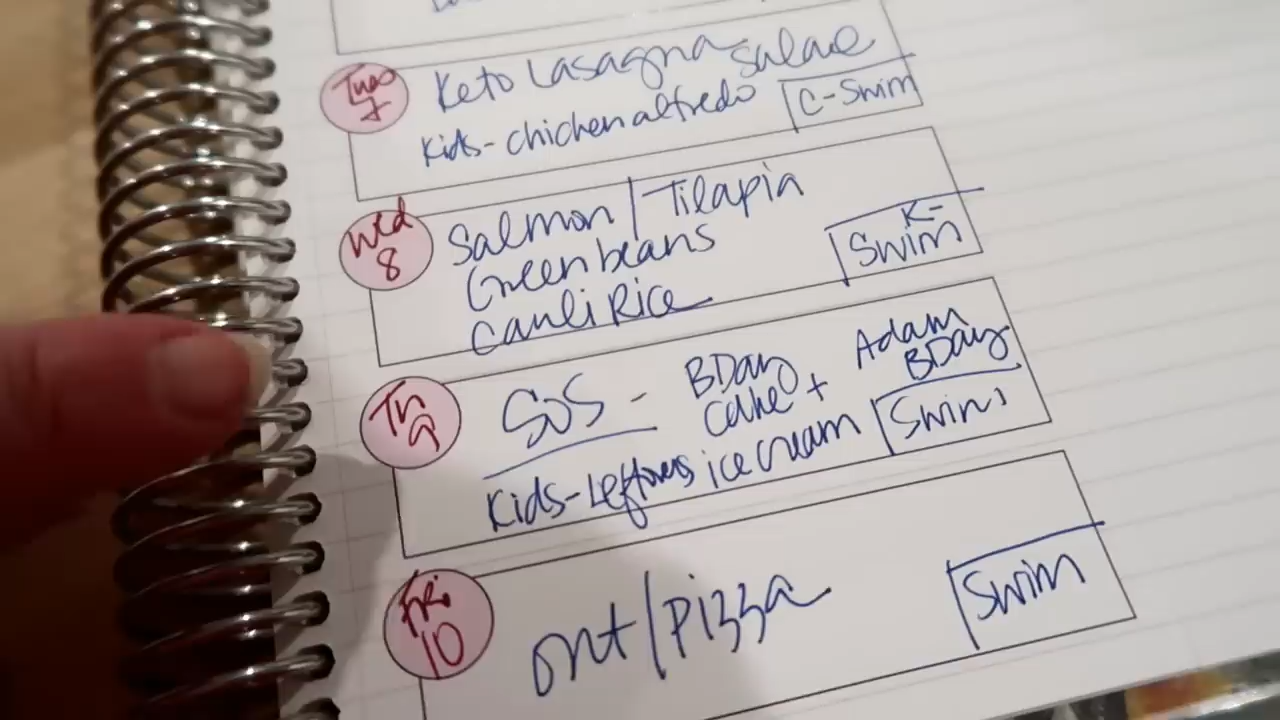 Tues
7
Keto Lasagna Salad
Kids - chicken alfredo
C-Swim
Wed
8
Salmon / Tilapia
Green beans
Cauli Rice
K-
Swim
Th
9
SOS - BDay
Cake +
Kids - Leftovers ice cream
Adam
BDay
Swim
Fri
10
out / Pizza
Swim